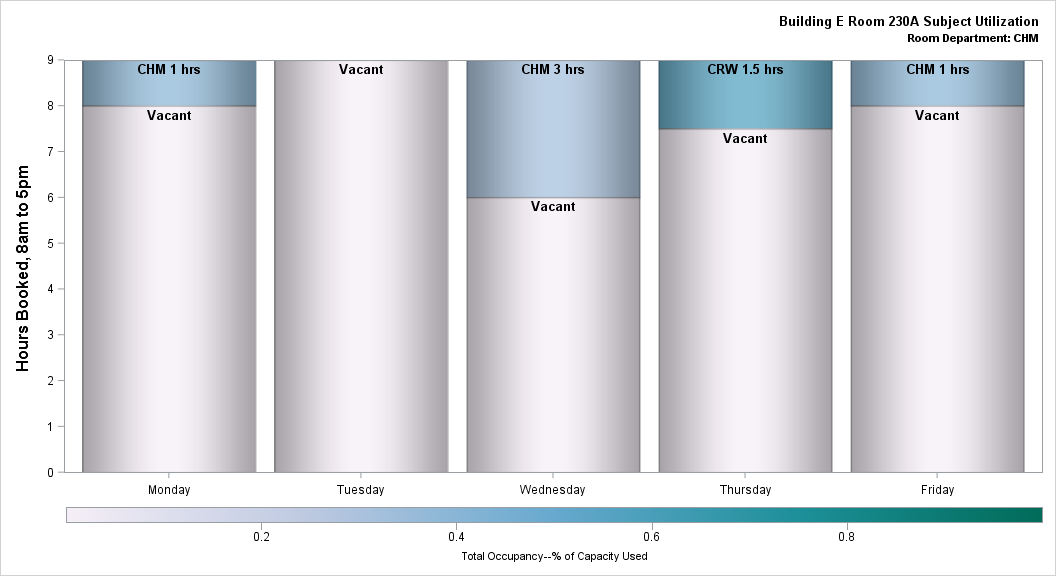 Building E Room 230A Subject Utilization
Room Department: CHM
Hours Booked, 8am to 5pm
9
8
7
6
5
4
3
2
1
0
CHM 1 hrs
Vacant
Vacant
CHM 3 hrs
Vacant
CRW 1.5 hrs
Vacant
CHM 1 hrs
Vacant
Monday Tuesday Wednesday Thursday Friday
0.2 0.4 0.6 0.8
Total Occupancy--% of Capacity Used